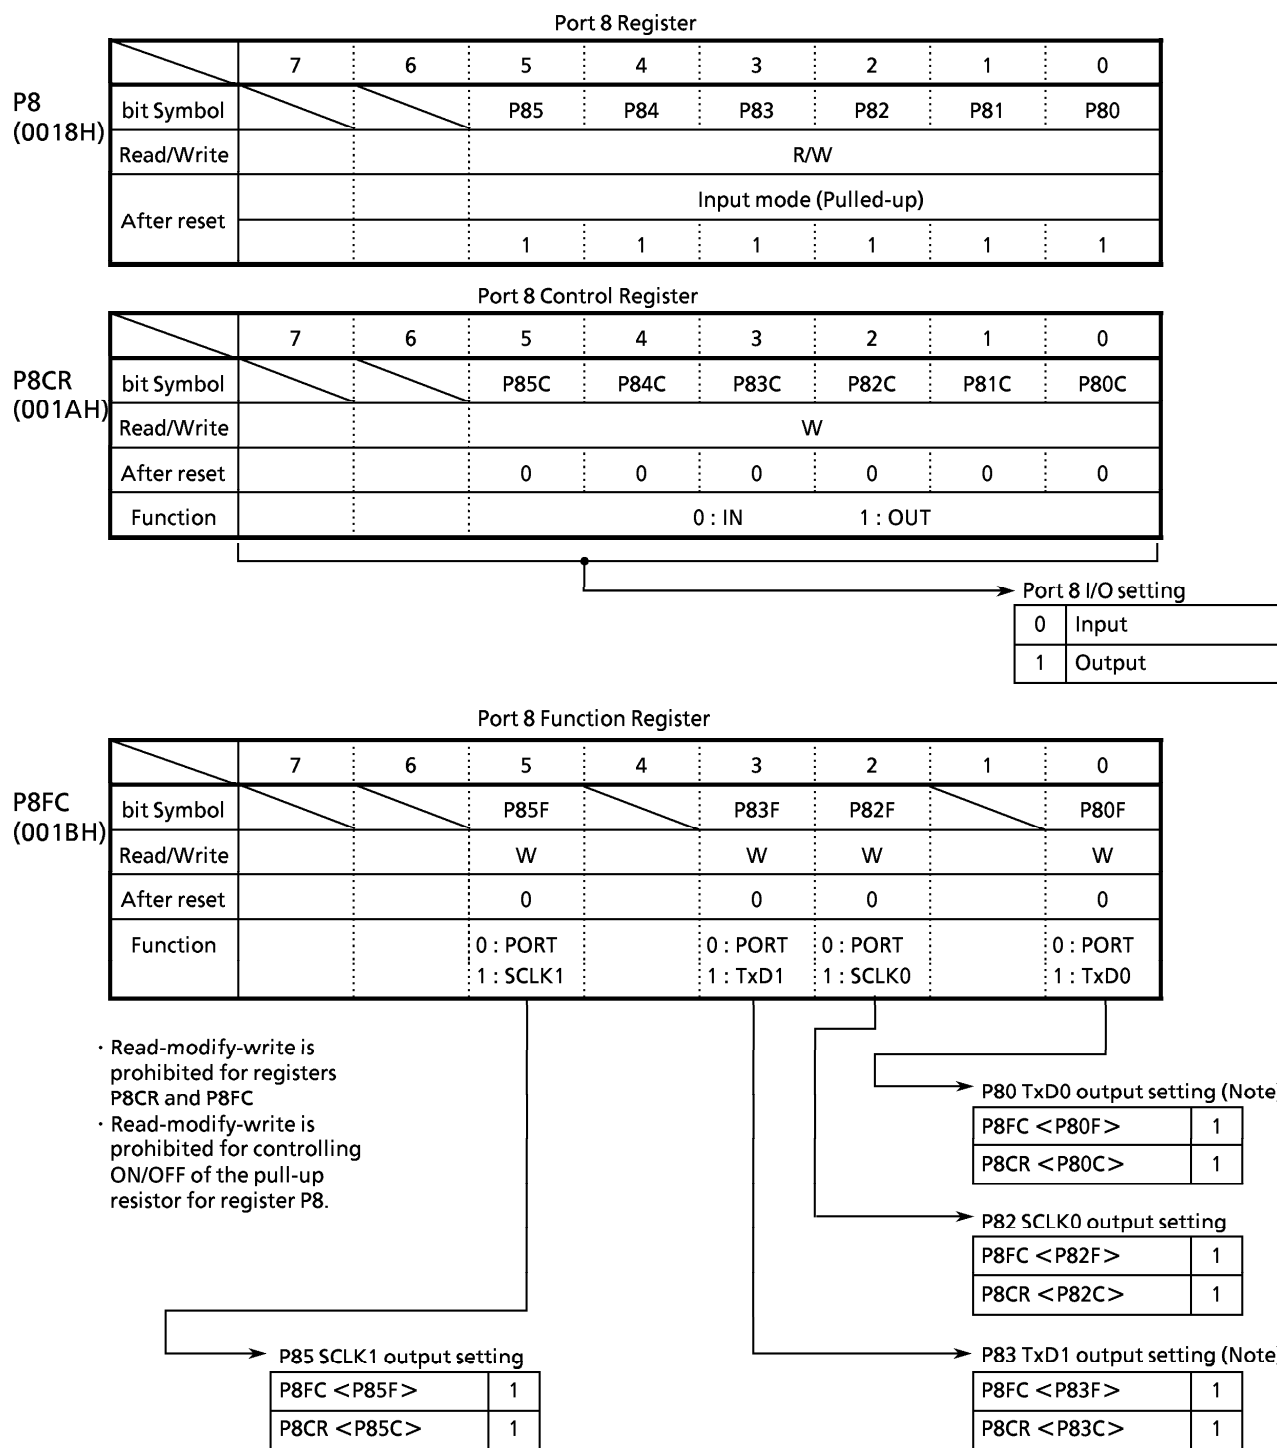 Port 8 Register
7 6 5 4 3 2 1 0
P8
(0018H)
bit Symbol P85 P84 P83 P82 P81 P80
Read/Write R/W
After reset Input mode (Pulled-up)
1 1 1 1 1 1
Port 8 Control Register
7 6 5 4 3 2 1 0
P8CR
(001AH)
bit Symbol P85C P84C P83C P82C P81C P80C
Read/Write W
After reset 0 0 0 0 0 0
Function 0 : IN 1 : OUT
Port 8 I/O setting
0 Input
1 Output
Port 8 Function Register
7 6 5 4 3 2 1 0
P8FC
(001BH)
bit Symbol P85F P83F P82F P80F
Read/Write W W W W
After reset 0 0 0 0
Function 0 : PORT 0 : PORT 0 : PORT 0 : PORT
1 : SCLK1 1 : TxD1 1 : SCLK0 1 : TxD0
· Read-modify-write is
prohibited for registers
P8CR and P8FC
· Read-modify-write is
prohibited for controlling
ON/OFF of the pull-up
resistor for register P8.
P80 TxD0 output setting (Note)
P8FC <P80F> 1
P8CR <P80C> 1
P82 SCLK0 output setting
P8FC <P82F> 1
P8CR <P82C> 1
P85 SCLK1 output setting
P8FC <P85F> 1
P8CR <P85C> 1
P83 TxD1 output setting (Note)
P8FC <P83F> 1
P8CR <P83C> 1